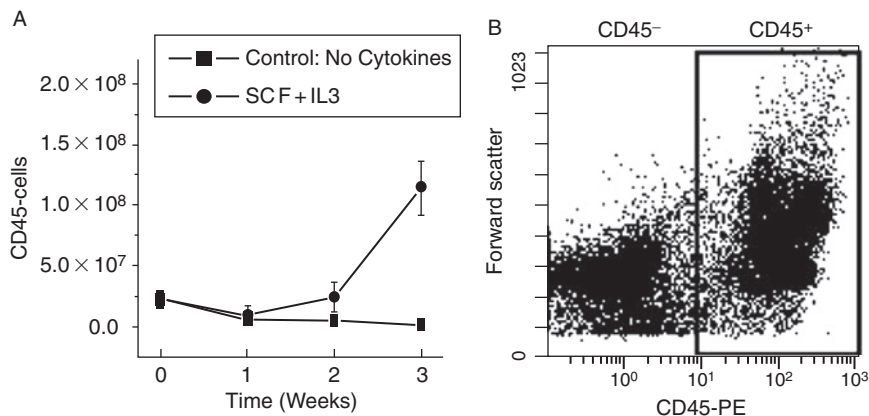 A
Control: No Cytokines
SCF+IL3
2.0 × 10⁸
1.5 × 10⁸
1.0 × 10⁸
5.0 × 10⁷
0.0
CD45-cells
0 1 2 3
Time (Weeks)
B
CD45⁻ CD45⁺
1023
Forward scatter
0
10⁰ 10¹ 10² 10³
CD45-PE